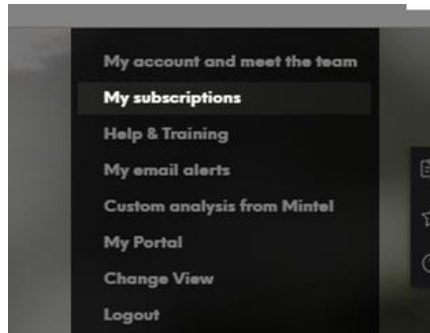 My account and meet the team
My subscriptions
Help & Training
My email alerts
Custom analysis from Mintel
My Portal
Change View
Logout